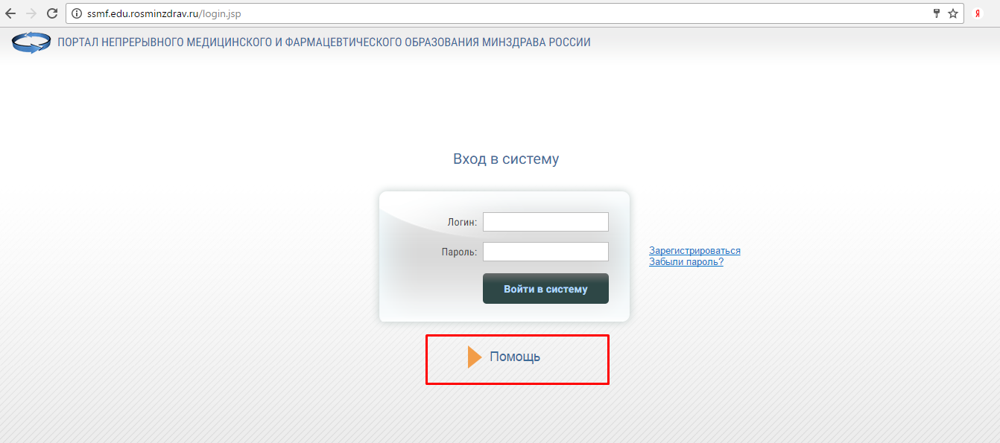 ssmf.edu.rosminzdrav.ru/login.jsp
Я
ПОРТАЛ НЕПРЕРЫВНОГО МЕДИЦИНСКОГО И ФАРМАЦЕВТИЧЕСКОГО ОБРАЗОВАНИЯ МИНЗДРАВА РОССИИ
Вход в систему
Логин:
Пароль:
Зарегистрироваться
Забыли пароль?
Войти в систему
Помощь